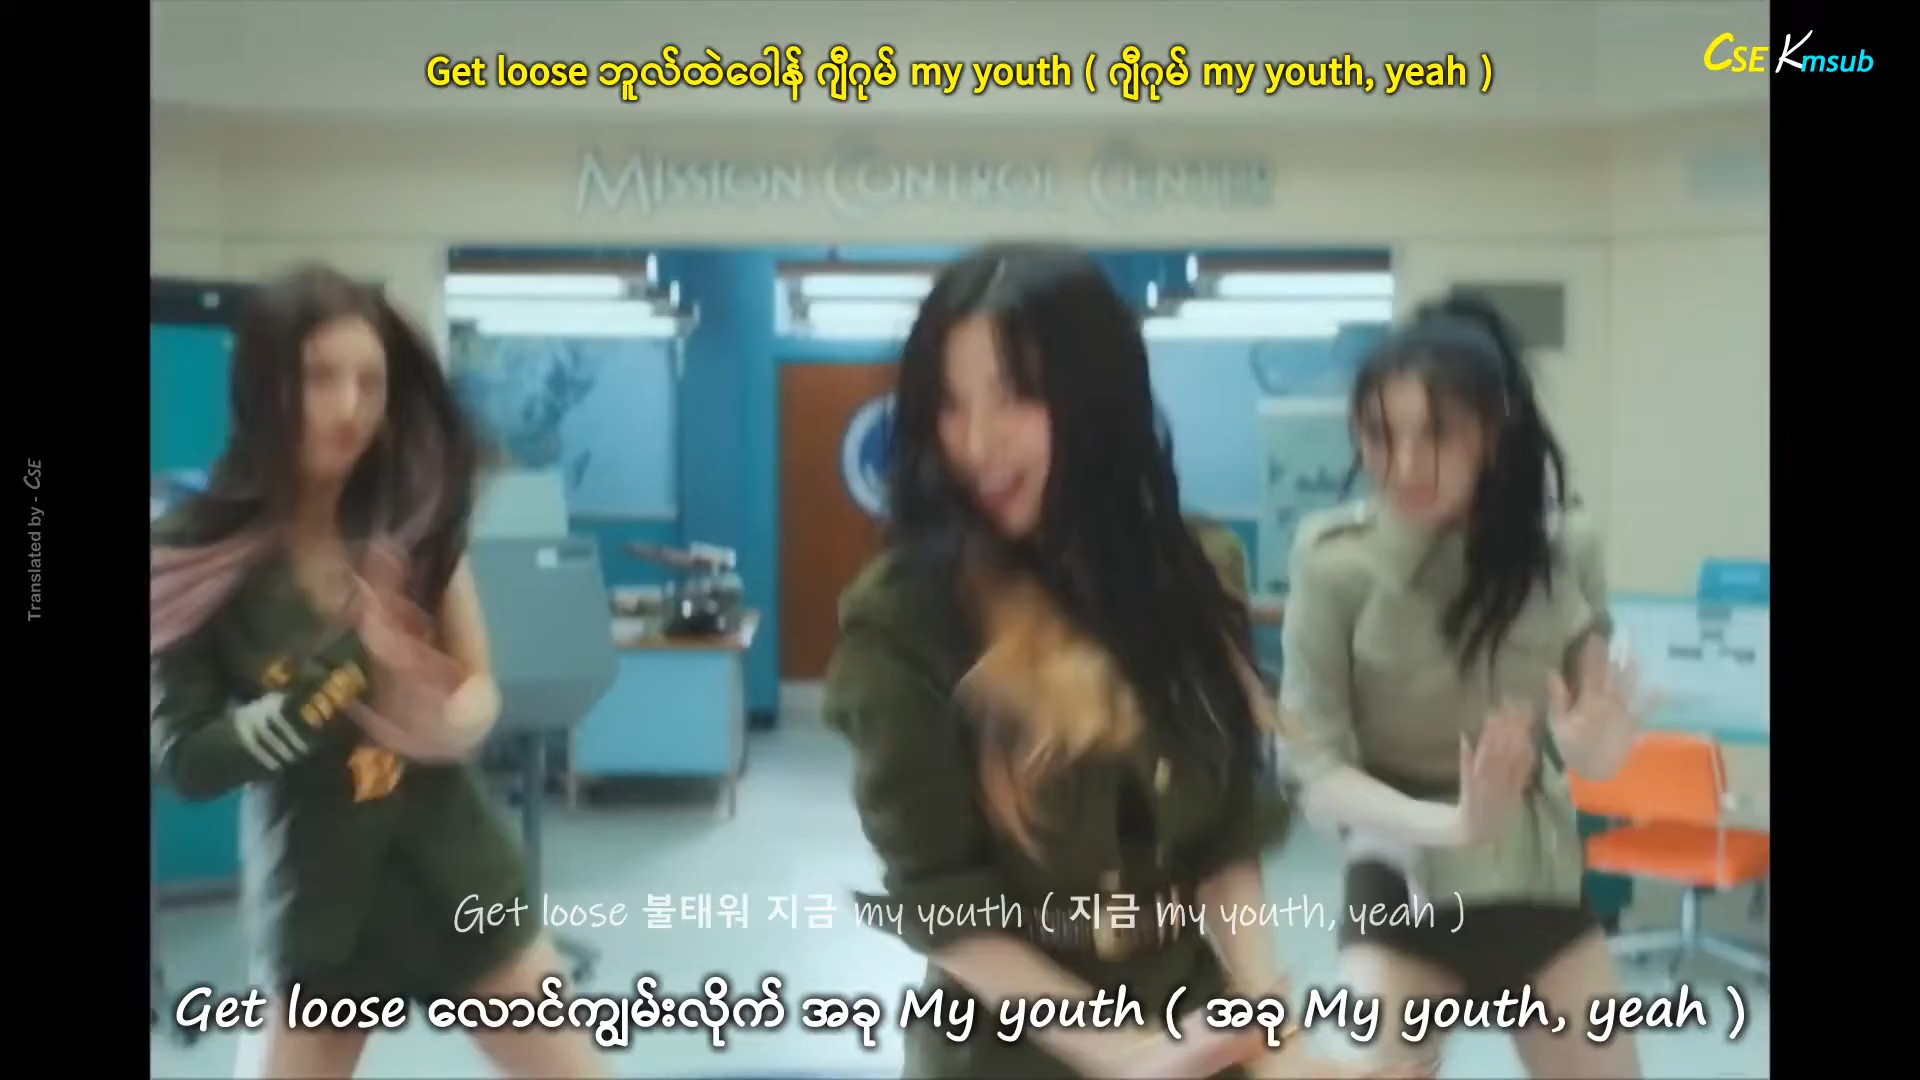 Get loose ဘူလ်ထဲဝေါန် ဂျီဂုမ် my youth ( ဂျီဂုမ် my youth, yeah )
CSE Kmsub
MISSION CONTROL CENTER
Translated by - CSE
Get loose 불태워 지금 my youth ( 지금 my youth, yeah )
Get loose လောင်ကျွမ်းလိုက် အခု My youth ( အခု My youth, yeah )